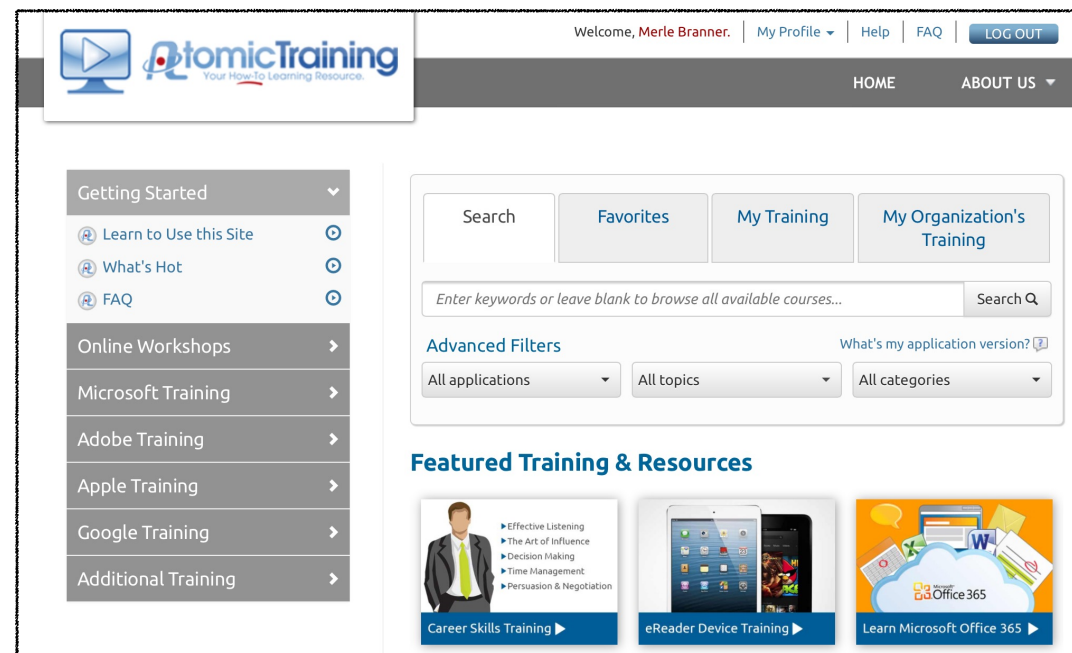 Welcome, Merle Branner. My Profile Help FAQ LOG OUT
AtomicTraining
Your How-To Learning Resource.
HOME ABOUT US
Getting Started
Learn to Use this Site
What's Hot
FAQ
Online Workshops
Microsoft Training
Adobe Training
Apple Training
Google Training
Additional Training
Search Favorites My Training My Organization's
Training
Enter keywords or leave blank to browse all available courses... Search
Advanced Filters What's my application version? ?
All applications All topics All categories
Featured Training & Resources
Effective Listening
The Art of Influence
Decision Making
Time Management
Persuasion & Negotiation
Career Skills Training
eReader Device Training
W
Microsoft
Office 365
Learn Microsoft Office 365